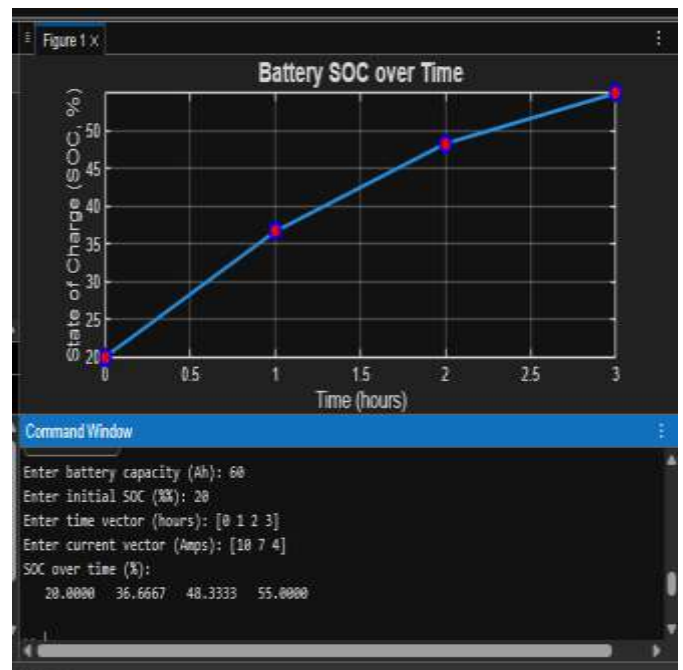 Figure 1 ×
Battery SOC over Time
State of Charge (SOC, %)
50
45
40
35
30
25
20
0 0.5 1 1.5 2 2.5 3
Time (hours)
Command Window
Enter battery capacity (Ah): 60
Enter initial SOC (%%): 20
Enter time vector (hours): [0 1 2 3]
Enter current vector (Amps): [10 7 4]
SOC over time (%):
20.0000 36.6667 48.3333 55.0000